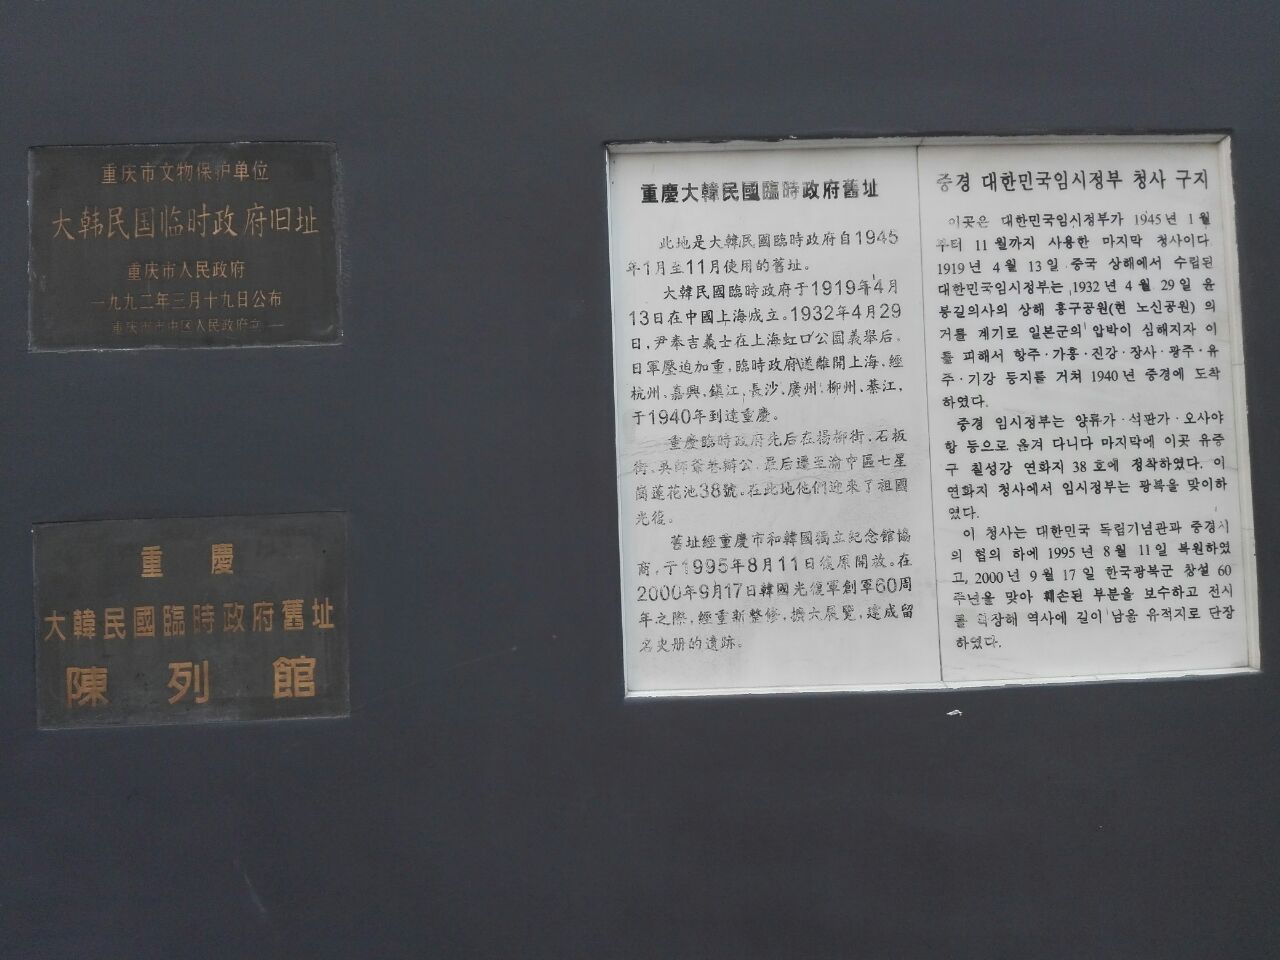 重庆市文物保护单位
大韩民国临时政府旧址
重庆市人民政府
一九九二年三月十九日公布
重庆市市中区人民政府立
重慶
大韓民國臨時政府舊址
陳列館
重慶大韓民國臨時政府舊址
此地是大韓民國臨時政府自1945
年1月至11月使用的舊址。
大韓民國臨時政府于1919年4月
13日在中國上海成立。1932年4月29
日,尹奉吉義士在上海虹口公園義舉后,
日軍壓迫加重,臨時政府遂離開上海,經
杭州、嘉興、鎮江、長沙、廣州、柳州、綦江,
于1940年到達重慶。
重慶臨時政府先后在楊柳街、石板
街、吳師爺巷辦公,最后遷至渝中區七星
崗蓮花池38號。在此地他們迎來了祖國
光復。
舊址經重慶市和韓國獨立紀念館協
商,于1995年8月11日復原開放。在
2000年9月17日韓國光復軍創軍60周
年之際,經重新整修,擴大展覽,建成留
名史册的遺跡。
중경 대한민국임시정부 청사 구지
이곳은 대한민국임시정부가 1945년 1월
부터 11월까지 사용한 마지막 청사이다.
1919년 4월 13일 중국 상해에서 수립된
대한민국임시정부는 1932년 4월 29일 윤
봉길의사의 상해 홍구공원(현 노신공원) 의
거를 계기로 일본군의 압박이 심해지자 이
를 피해서 항주·가흥·진강·장사·광주·유
주·기강 등지를 거쳐 1940년 중경에 도착
하였다.
중경 임시정부는 양류가·석판가·오사야
항 등으로 옮겨 다니다 마지막에 이곳 유중
구 칠성강 연화지 38호에 정착하였다. 이
연화지 청사에서 임시정부는 광복을 맞이하
였다.
이 청사는 대한민국 독립기념관과 중경시
의 협의 하에 1995년 8월 11일 복원하였
고, 2000년 9월 17일 한국광복군 창설 60
주년을 맞아 훼손된 부분을 보수하고 전시
를 확장해 역사에 길이 남을 유적지로 단장
하였다.